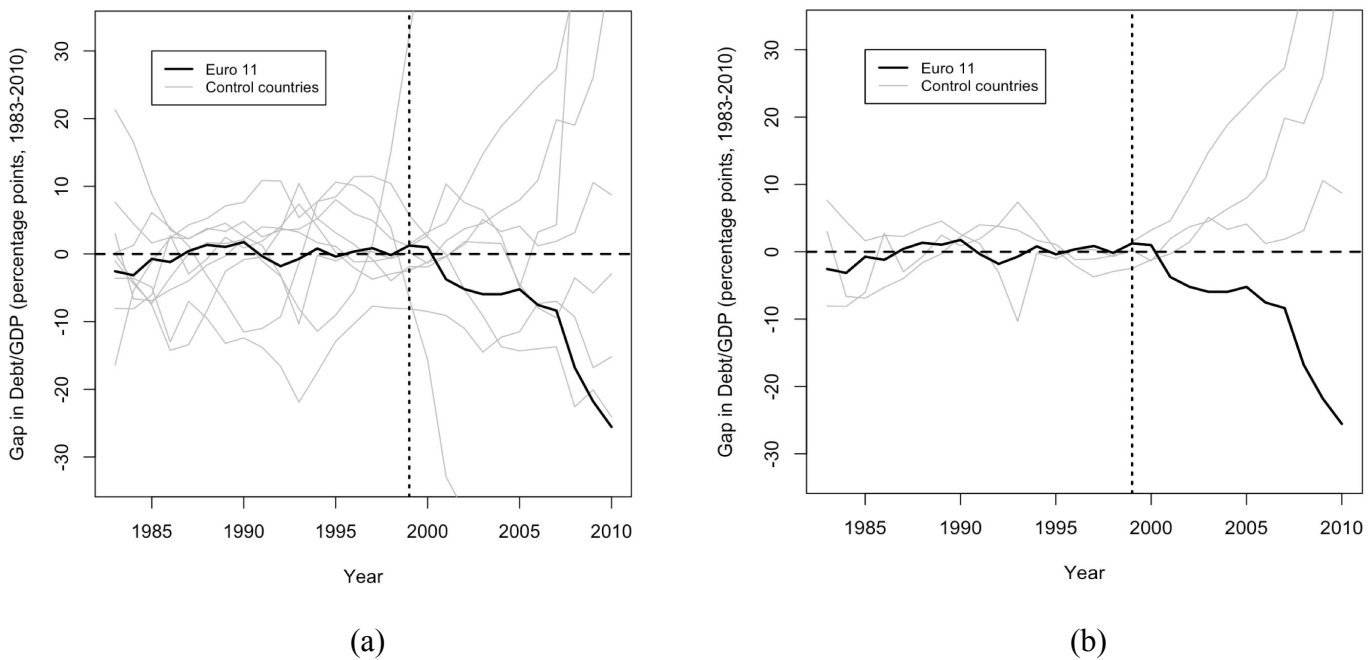 Gap in Debt/GDP (percentage points, 1983-2010)
30
20
10
0
-10
-20
-30
Euro 11
Control countries
1985
1990
1995
2000
2005
2010
Year
(a)
Gap in Debt/GDP (percentage points, 1983-2010)
30
20
10
0
-10
-20
-30
Euro 11
Control countries
1985
1990
1995
2000
2005
2010
Year
(b)